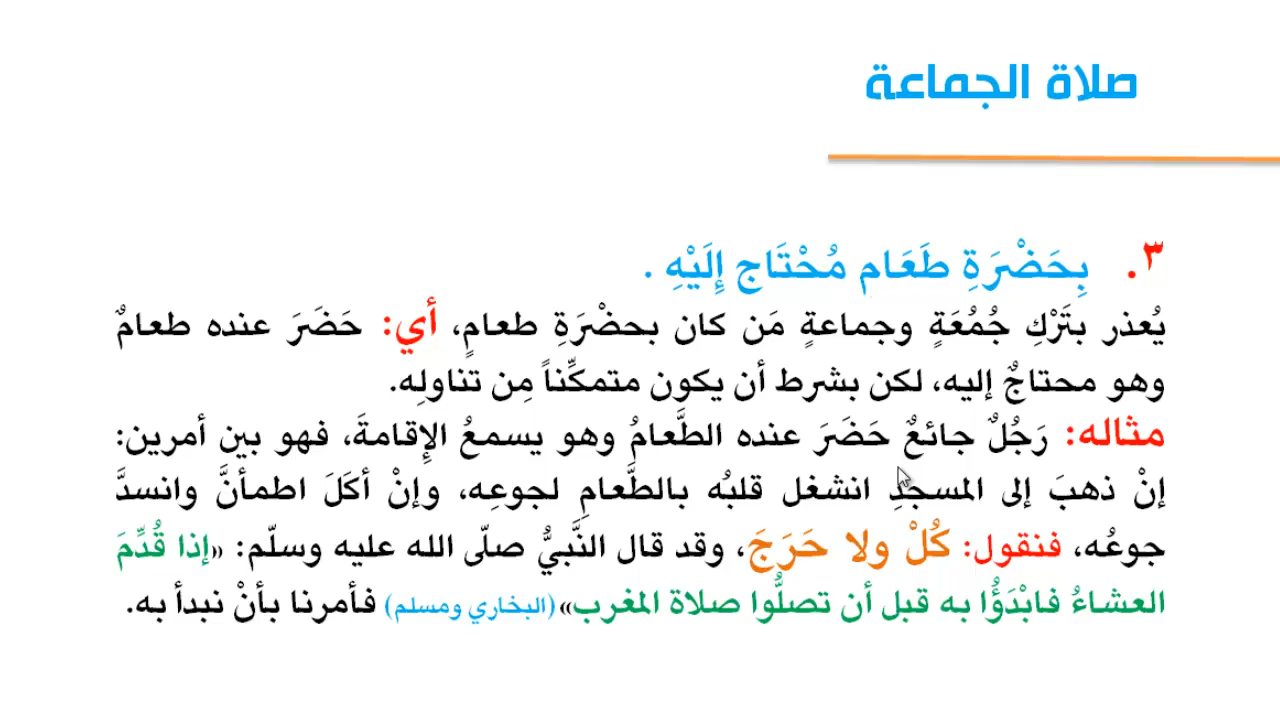 صلاة الجماعة
٣. بِحَضْرَةِ طَعَام مُحْتَاج إِلَيْهِ .
يُعذر بتَرْكِ جُمُعَةٍ وجماعةٍ مَن كان بحضْرَةِ طعامٍ، أي: حَضَرَ عنده طعامٌ
وهو محتاجٌ إليه، لكن بشرط أن يكون متمكِّناً مِن تناولِه.
مثاله: رَجُلٌ جائعٌ حَضَرَ عنده الطَّعامُ وهو يسمعُ الإِقامةَ، فهو بين أمرين:
إنْ ذهبَ إلى المسجدِ انشغل قلبُه بالطَّعامِ لجوعِه، وإنْ أكَلَ اطمأنَّ وانسدَّ
جوعُه، فنقول: كُلْ ولا حَرَجَ، وقد قال النَّبيُّ صلّى الله عليه وسلّم: «إذا قُدِّمَ
العشاءُ فابْدَؤُا به قبل أن تصلُّوا صلاة المغرب» (البخاري ومسلم) فأمرنا بأنْ نبدأ به.